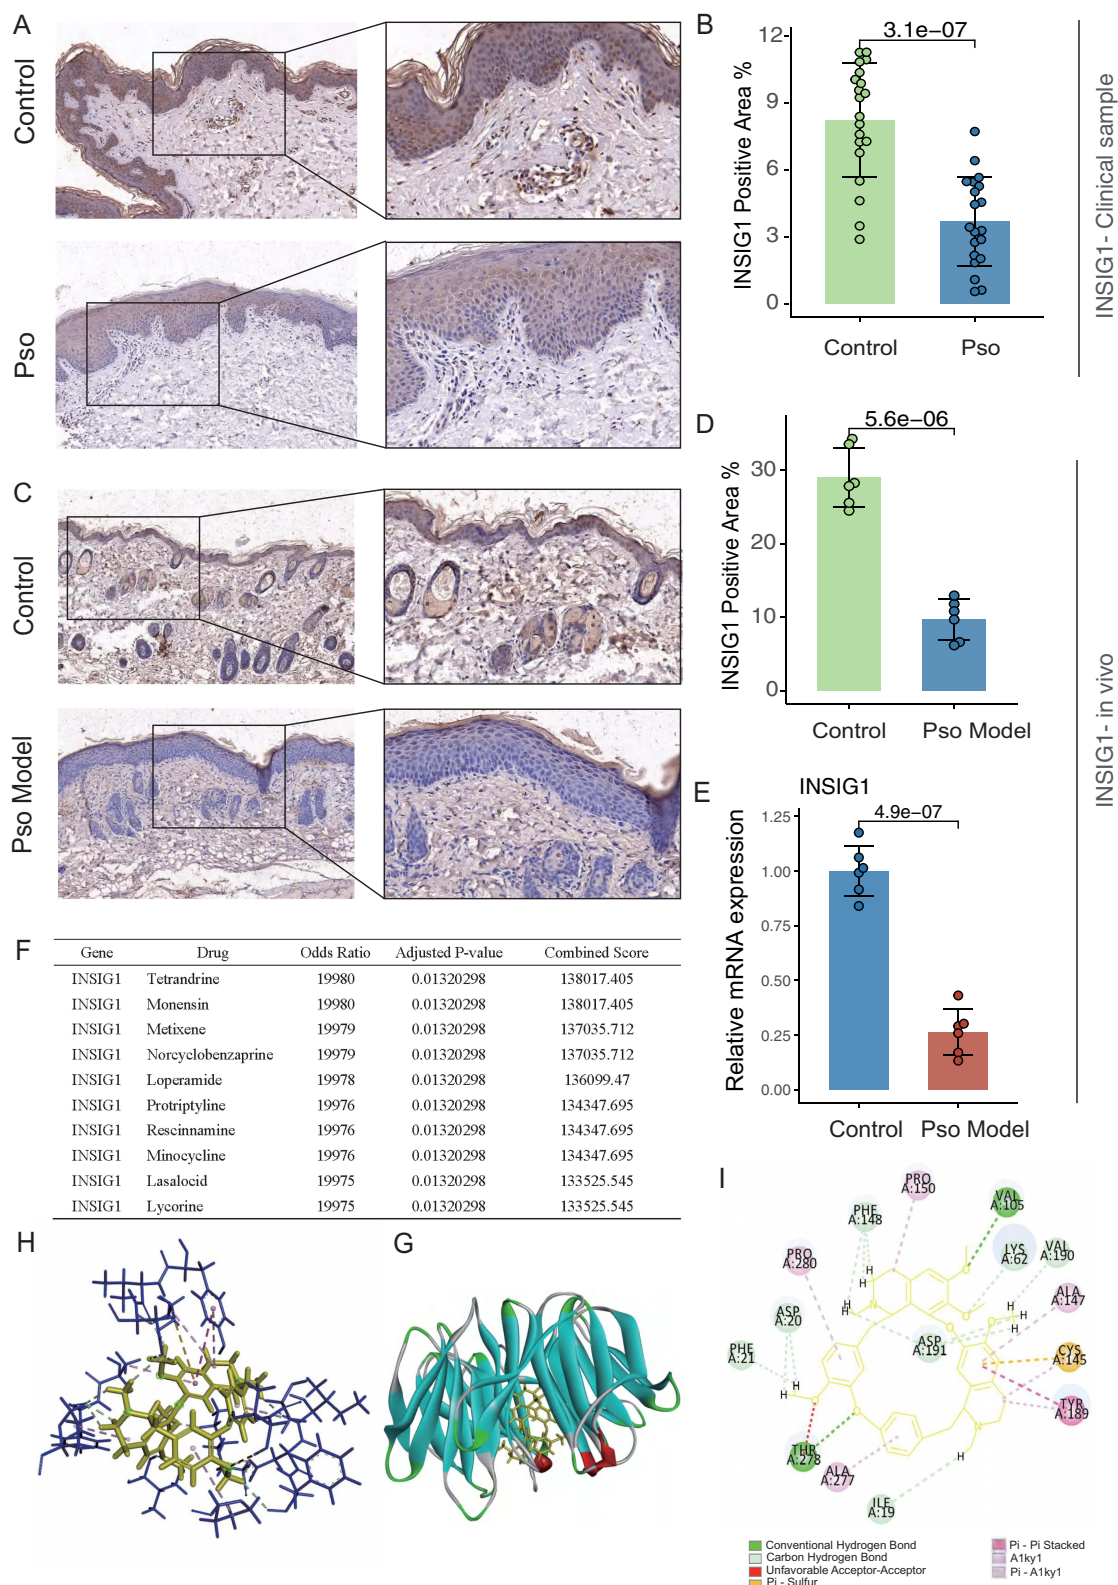 A
Control
Pso
B
INSIG1 Positive Area %
12
9
6
3
0
3.1e−07
Control
Pso
INSIG1- Clinical sample
C
Control
Pso Model
D
INSIG1 Positive Area %
30
20
10
0
5.6e−06
Control
Pso Model
E
INSIG1
Relative mRNA expression
1.25
1.00
0.75
0.50
0.25
0.00
4.9e−07
Control
Pso Model
INSIG1- in vivo
F
Gene Drug Odds Ratio Adjusted P-value Combined Score
INSIG1 Tetrandrine 19980 0.01320298 138017.405
INSIG1 Monensin 19980 0.01320298 138017.405
INSIG1 Metixene 19979 0.01320298 137035.712
INSIG1 Norcyclobenzaprine 19979 0.01320298 137035.712
INSIG1 Loperamide 19978 0.01320298 136099.47
INSIG1 Protriptyline 19976 0.01320298 134347.695
INSIG1 Rescinnamine 19976 0.01320298 134347.695
INSIG1 Minocycline 19976 0.01320298 134347.695
INSIG1 Lasalocid 19975 0.01320298 133525.545
INSIG1 Lycorine 19975 0.01320298 133525.545
H
G
I
PRO
A:150
VAL
A:105
PHE
A:148
LYS
A:62
VAL
A:190
PRO
A:280
ALA
A:147
ASP
A:20
ASP
A:191
CYS
A:145
PHE
A:21
TYR
A:189
THR
A:278
ALA
A:277
ILE
A:19
H
H
H
H
H
H
H
H
H
H
N
N
O
O
O
O
O
O
Conventional Hydrogen Bond
Carbon Hydrogen Bond
Unfavorable Acceptor-Acceptor
Pi - Sulfur
Pi - Pi Stacked
A1ky1
Pi - A1ky1